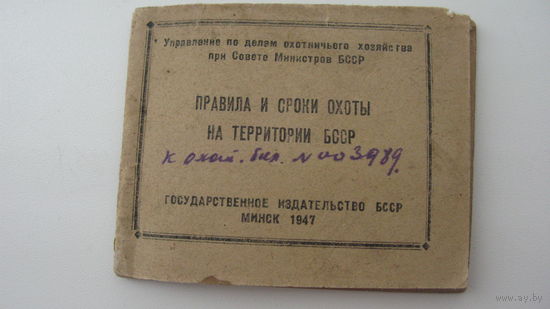 Управление по делам охотничьего хозяйства
при Совете Министров БССР
ПРАВИЛА И СРОКИ ОХОТЫ
НА ТЕРРИТОРИИ БССР
к охот. бил. N 003989.
ГОСУДАРСТВЕННОЕ ИЗДАТЕЛЬСТВО БССР
МИНСК 1947
www.ay.by